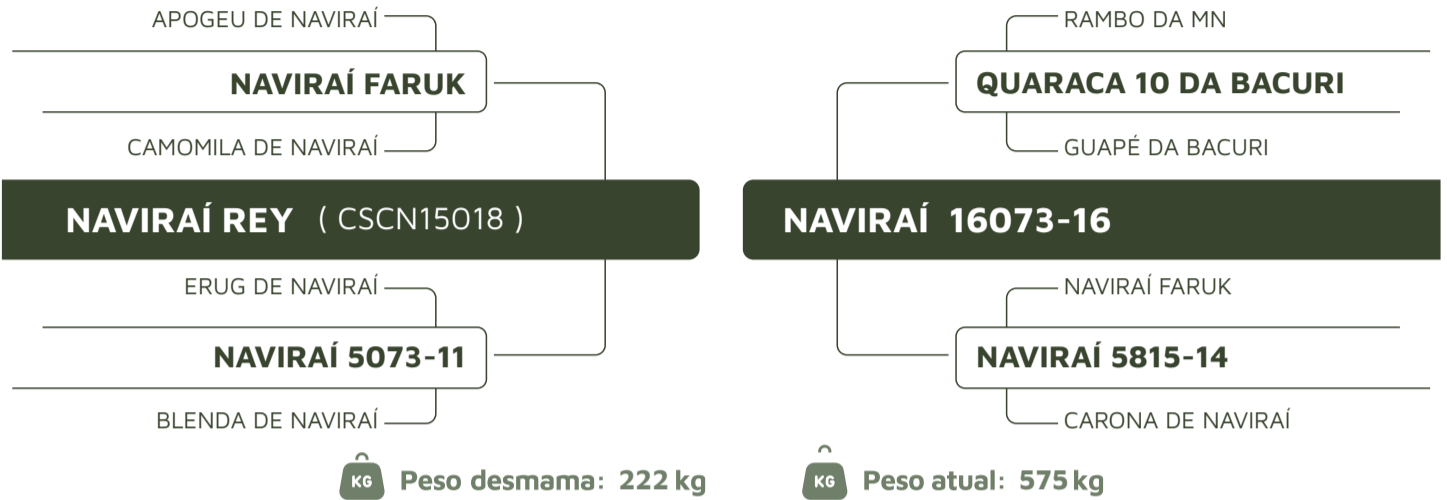 APOGEU DE NAVIRAÍ
NAVIRAÍ FARUK
CAMOMILA DE NAVIRAÍ
NAVIRAÍ REY ( CSCN15018 )
ERUG DE NAVIRAÍ
NAVIRAÍ 5073-11
BLENDA DE NAVIRAÍ
RAMBO DA MN
QUARACA 10 DA BACURI
GUAPÉ DA BACURI
NAVIRAÍ 16073-16
NAVIRAÍ FARUK
NAVIRAÍ 5815-14
CARONA DE NAVIRAÍ
KG Peso desmama: 222 kg
KG Peso atual: 575 kg